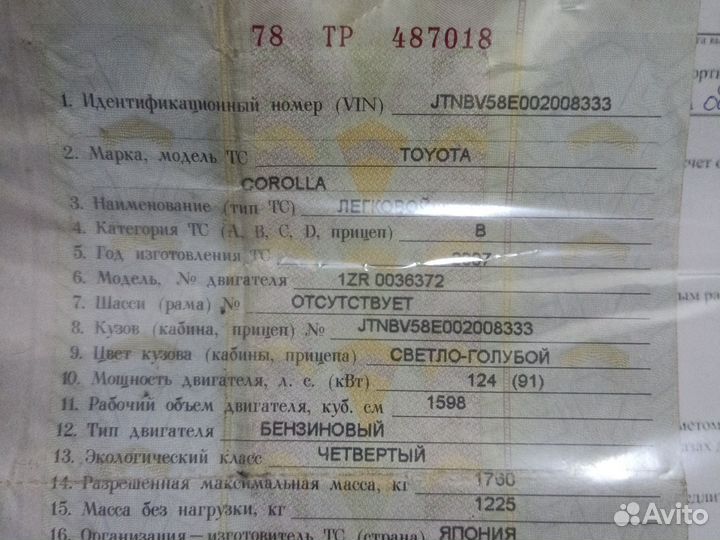 78 ТР 487018
1. Идентификационный номер (VIN) JTNBV58E002008333
2. Марка, модель ТС TOYOTA
COROLLA
3. Наименование (тип ТС) ЛЕГКОВОЙ
4. Категория ТС (A, B, C, D, прицеп) B
5. Год изготовления ТС 2007
6. Модель, № двигателя 1ZR 0036372
7. Шасси (рама) № ОТСУТСТВУЕТ
8. Кузов (кабина, прицеп) № JTNBV58E002008333
9. Цвет кузова (кабины, прицепа) СВЕТЛО-ГОЛУБОЙ
10. Мощность двигателя, л. с. (кВт) 124 (91)
11. Рабочий объем двигателя, куб. см 1598
12. Тип двигателя БЕНЗИНОВЫЙ
13. Экологический класс ЧЕТВЕРТЫЙ
14. Разрешенная максимальная масса, кг 1760
15. Масса без нагрузки, кг 1225
16. Организация—изготовитель ТС (страна) ЯПОНИЯ
Avito